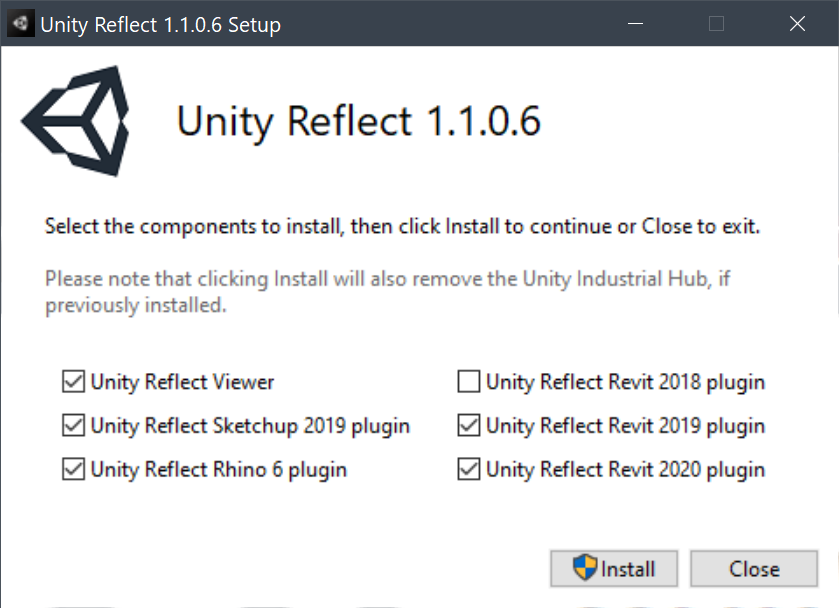 Unity Reflect 1.1.0.6 Setup
Unity Reflect 1.1.0.6
Select the components to install, then click Install to continue or Close to exit.
Please note that clicking Install will also remove the Unity Industrial Hub, if
previously installed.
Unity Reflect Viewer
Unity Reflect Revit 2018 plugin
Unity Reflect Sketchup 2019 plugin
Unity Reflect Revit 2019 plugin
Unity Reflect Rhino 6 plugin
Unity Reflect Revit 2020 plugin
Install
Close